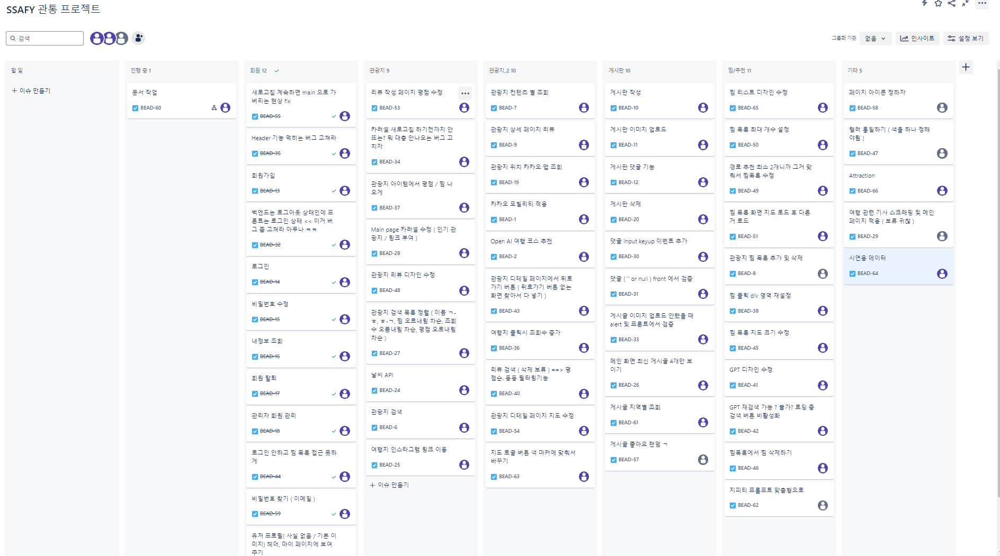 SSAFY 관통 프로젝트
검색
그룹화 기준
없음
인사이트
설정 보기
할 일
+ 이슈 만들기
진행 중 1
문서 작업
BEAD-60
회원 12
새로고침 계속하면 main 으로 가
버리는 현상 fix
BEAD-55
Header 기능 먹히는 버그 고쳐라
BEAD-35
회원가입
BEAD-13
벡엔드는 로그아웃 상태인데 프
론트는 로그인 상태 << 이거 버
그 좀 고쳐라 아무나 ㅋㅋ
BEAD-32
로그인
BEAD-14
비밀번호 수정
BEAD-15
내정보 조회
BEAD-16
회원 탈퇴
BEAD-17
관리자 회원 관리
BEAD-18
로그인 안하고 찜 목록 접근 못하
게
BEAD-44
비밀번호 찾기 ( 이메일 )
BEAD-59
유저 프로필( 사실 없음 / 기본 이
미지) 헤더, 마이 페이지에 보여
주기
관광지 9
리뷰 작성 페이지 평점 수정
BEAD-53
카러셀 새로고침 하기전까지 안
뜨는? 뭐 대충 안나오는 버그 고
치자
BEAD-34
관광지 아이템에서 평점 / 찜 나
오게
BEAD-37
Main page 카러셀 수정 ( 인기 관
광지 / 링크 부여 )
BEAD-28
관광지 리뷰 디자인 수정
BEAD-48
관광지 검색 목록 정렬 ( 이름 ㄱ-
ㅎ, ㅎ-ㄱ, 찜 오르내림 차순, 조회
수 오름내림 차순, 평점 오르내림
차순 )
BEAD-27
날씨 API
BEAD-24
관광지 검색
BEAD-6
여행지 인스타그램 링크 이동
BEAD-25
+ 이슈 만들기
관광지_2 10
관광지 컨텐츠 별 조회
BEAD-7
관광지 상세 페이지 리뷰
BEAD-9
관광지 위치 카카오 맵 조회
BEAD-19
카카오 모빌리티 적용
BEAD-1
Open AI 여행 코스 추천
BEAD-2
관광지 디테일 페이지에서 뒤로
가기 버튼 ( 뒤로가기 버튼 없는
화면 찾아서 다 넣기 )
BEAD-43
여행지 클릭시 조회수 증가
BEAD-36
리뷰 검색 ( 삭제 보류 ) ==> 평
점순. 등등 필터링기능
BEAD-40
관광지 디테일 페이지 지도 수정
BEAD-54
지도 토글 버튼 색 마커에 맞춰서
바꾸기
BEAD-63
게시판 10
게시판 작성
BEAD-10
게시판 이미지 업로드
BEAD-11
게시판 댓글 기능
BEAD-12
게시판 삭제
BEAD-20
댓글 input keyup 이벤트 추가
BEAD-30
댓글 ( '' or null ) front 에서 검증
BEAD-31
게시글 이미지 업로드 안했을 때
alert 및 프론트에서 검증
BEAD-33
메인 화면 최신 게시글 4개만 보
이기
BEAD-26
게시글 지역별 조회
BEAD-61
게시글 좋아요 랜덤 ㄱ
BEAD-57
찜/추천 11
찜 리스트 디자인 수정
BEAD-65
찜 목록 최대 개수 설정
BEAD-50
경로 추천 최소 2개니까 그거 맞
춰서 찜목록 수정
BEAD-49
찜 목록 화면 지도 로드 후 다른
거 로드
BEAD-51
관광지 찜 목록 추가 및 삭제
BEAD-8
찜 클릭 div 영역 재설정
BEAD-38
찜 목록 지도 크기 수정
BEAD-45
GPT 디자인 수정
BEAD-41
GPT 재검색 가능 ? 불가? 로딩 중
검색 버튼 비활성화
BEAD-42
찜목록에서 찜 삭제하기
BEAD-46
지피티 프롬프트 맞춤형으로
BEAD-62
기타 5
페이지 아이콘 정하자
BEAD-58
컬러 통일하기 ( 색을 하나 정해
야됨 )
BEAD-47
Attraction
BEAD-66
여행 관련 기사 스크래핑 및 메인
페이지 적용 ( 보류 귀찮 )
BEAD-29
시연용 데이터
BEAD-64